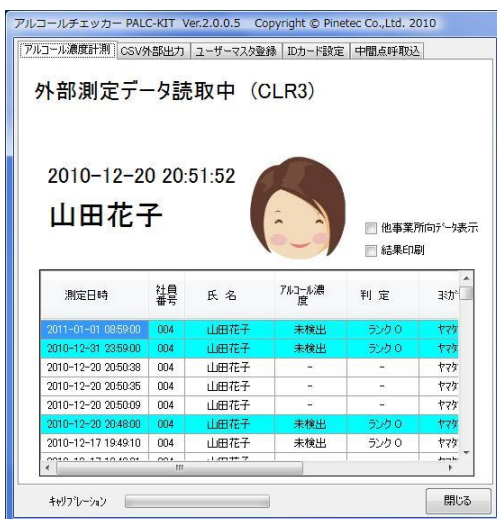 アルコールチェッカー PALC-KIT Ver.2.0.0.5 Copyright © Pinetec Co.,Ltd. 2010
アルコール濃度計測 CSV外部出力 ユーザーマスタ登録 IDカード設定 中間点呼取込
外部測定データ読取中 (CLR3)
2010-12-20 20:51:52
山田花子
他事業所向データ表示
結果印刷
測定日時 社員番号 氏 名 アルコール濃度 判 定 ヨミガ
2011-01-01 08:59:00 004 山田花子 未検出 ランク 0 ヤマダ
2010-12-31 23:59:00 004 山田花子 未検出 ランク 0 ヤマダ
2010-12-20 20:50:38 004 山田花子 - - ヤマダ
2010-12-20 20:50:35 004 山田花子 - - ヤマダ
2010-12-20 20:50:09 004 山田花子 - - ヤマダ
2010-12-20 20:48:00 004 山田花子 未検出 ランク 0 ヤマダ
2010-12-17 19:49:10 004 山田花子 未検出 ランク 0 ヤマダ
キャリブレーション 閉じる